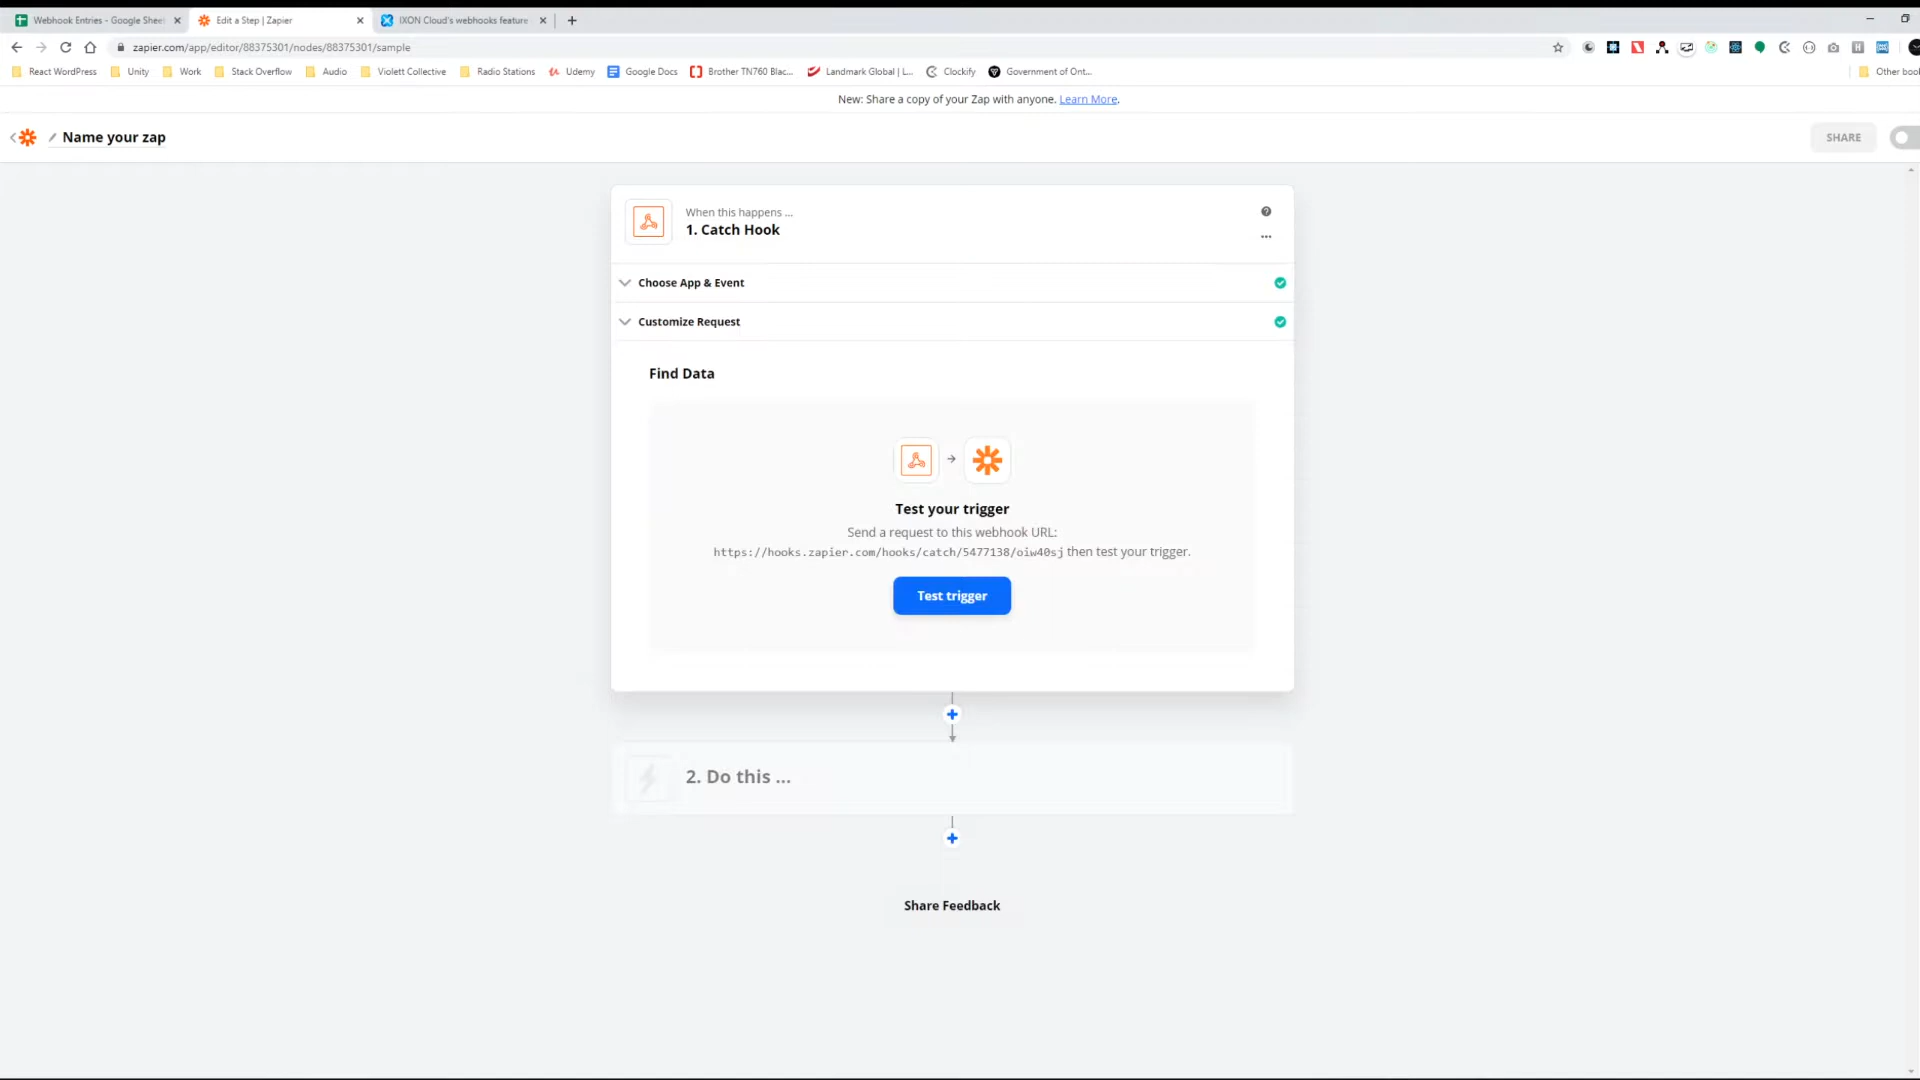 Webhook Entries - Google Sheet
Edit a Step | Zapier
IXON Cloud's webhooks feature
zapier.com/app/editor/88375301/nodes/88375301/sample
React WordPress
Unity
Work
Stack Overflow
Audio
Violett Collective
Radio Stations
Udemy
Google Docs
Brother TN760 Blac...
Landmark Global | L...
Clockify
Government of Ont...
Other book
New: Share a copy of your Zap with anyone. Learn More.
Name your zap
SHARE
When this happens ...
1. Catch Hook
Choose App & Event
Customize Request
Find Data
Test your trigger
Send a request to this webhook URL:
https://hooks.zapier.com/hooks/catch/5477138/oiw40sj then test your trigger.
Test trigger
2. Do this ...
Share Feedback